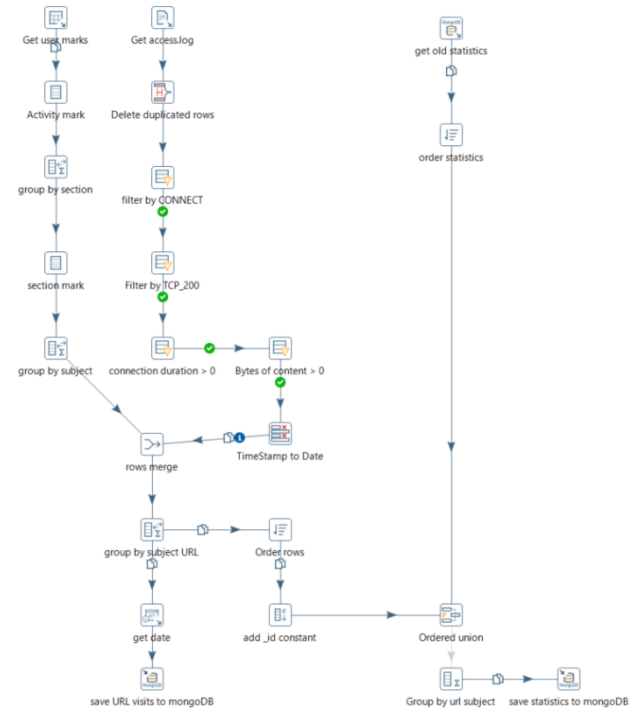 Get user marks
Get access.log
get old statistics
Activity mark
Delete duplicated rows
order statistics
group by section
filter by CONNECT
section mark
Filter by TCP_200
group by subject
connection duration > 0
Bytes of content > 0
TimeStamp to Date
rows merge
group by subject URL
Order rows
get date
add _id constant
Ordered union
save URL visits to mongoDB
Group by url subject
save statistics to mongoDB